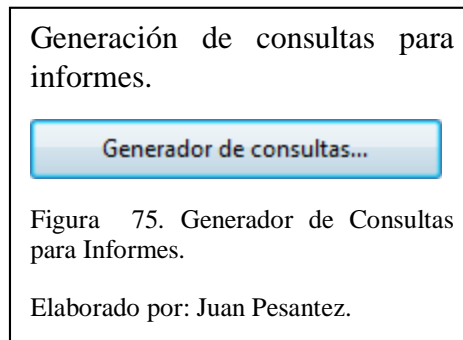 Generación de consultas para
informes.
Generador de consultas...
Figura 75. Generador de Consultas
para Informes.
Elaborado por: Juan Pesantez.